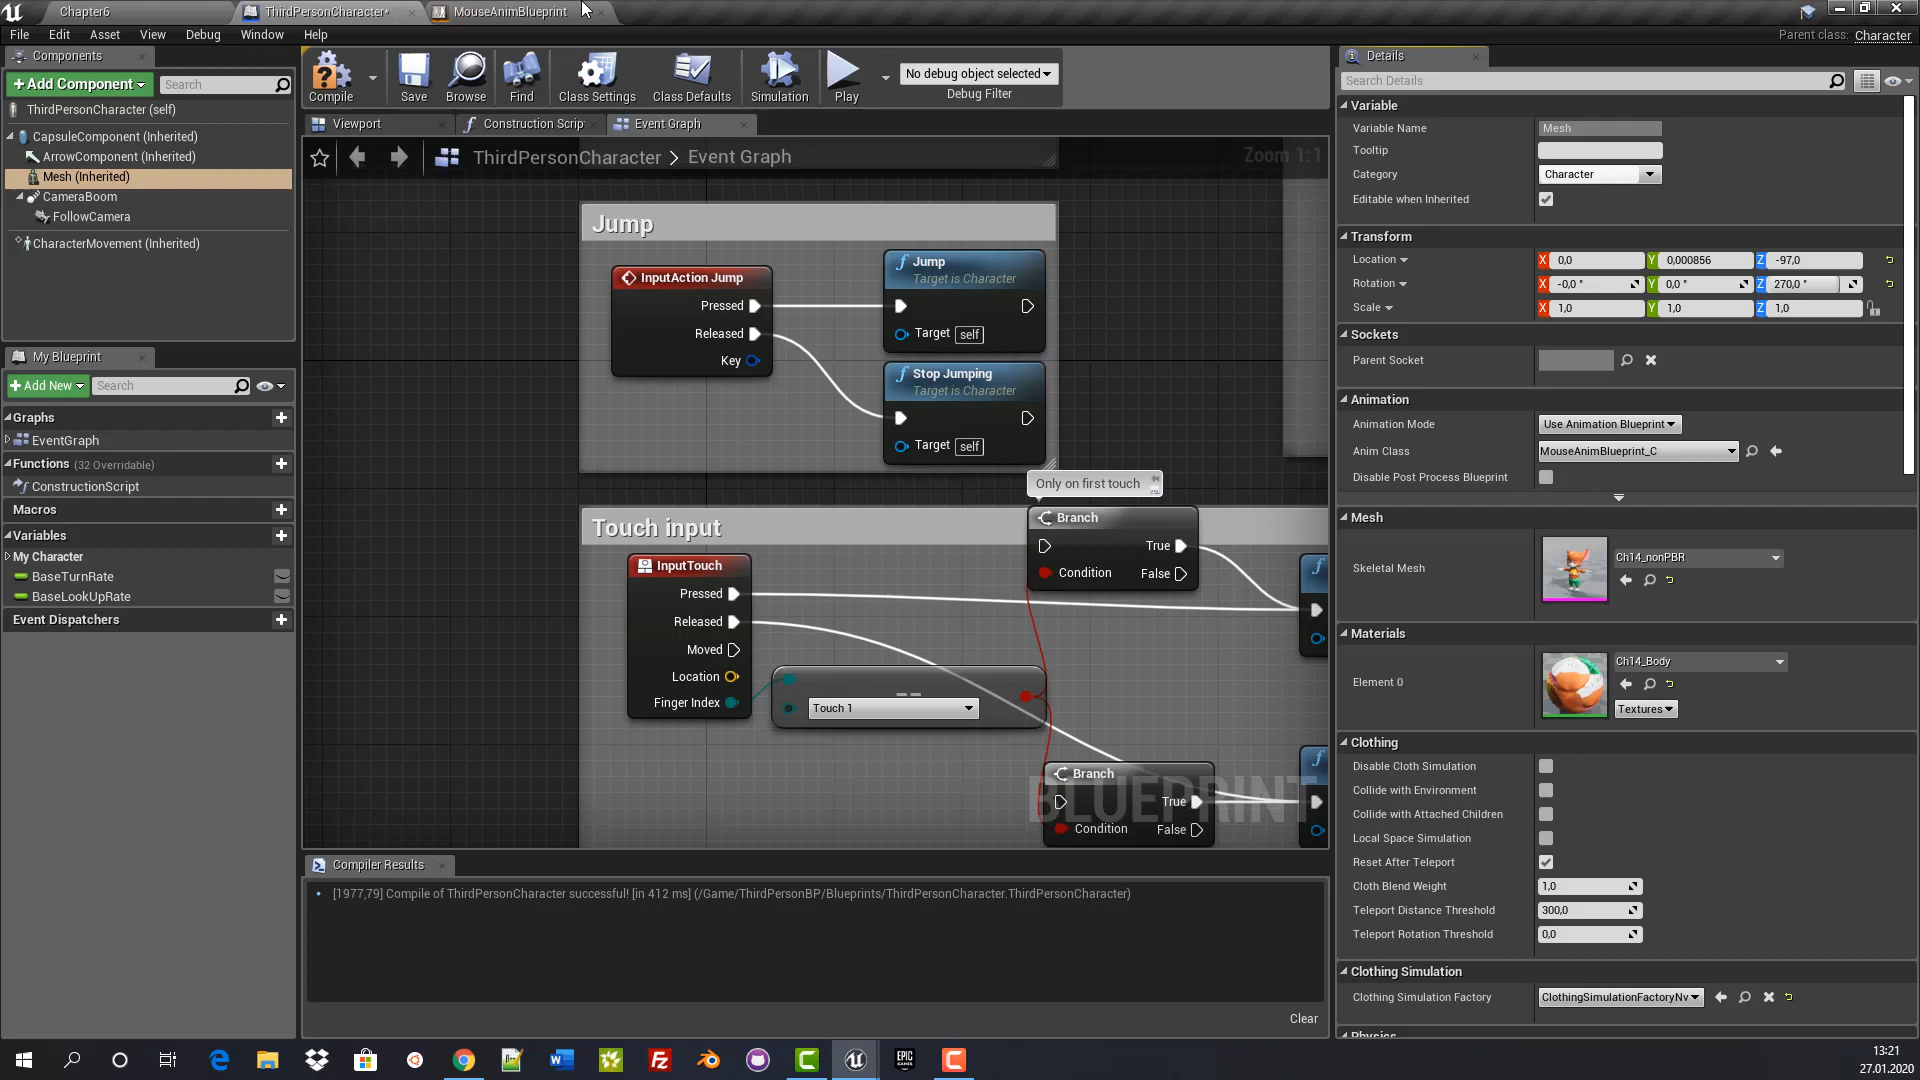 Chapter6
ThirdPersonCharacter*
MouseAnimBlueprint
File Edit Asset View Debug Window Help
Parent class: Character
Components
+Add Component
Search
ThirdPersonCharacter (self)
CapsuleComponent (Inherited)
ArrowComponent (Inherited)
Mesh (Inherited)
CameraBoom
FollowCamera
CharacterMovement (Inherited)
My Blueprint
+Add New
Search
Graphs
EventGraph
Functions (32 Overridable)
ConstructionScript
Macros
Variables
My Character
BaseTurnRate
BaseLookUpRate
Event Dispatchers
Compile
Save
Browse
Find
Class Settings
Class Defaults
Simulation
Play
No debug object selected
Debug Filter
Viewport
Construction Scrip
Event Graph
ThirdPersonCharacter > Event Graph
Zoom 1:1
Jump
InputAction Jump
Pressed
Released
Key
Jump
Target is Character
Target self
Stop Jumping
Target is Character
Target self
Only on first touch
Touch input
InputTouch
Pressed
Released
Moved
Location
Finger Index
==
Touch 1
Branch
True
Condition
False
Branch
True
Condition
False
BLUEPRINT
Compiler Results
[1977,79] Compile of ThirdPersonCharacter successful! [in 412 ms] (/Game/ThirdPersonBP/Blueprints/ThirdPersonCharacter.ThirdPersonCharacter)
Clear
Details
Search Details
Variable
Variable Name Mesh
Tooltip
Category Character
Editable when Inherited
Transform
Location X 0,0 Y 0,000856 Z -97,0
Rotation X -0,0 ° Y 0,0 ° Z 270,0 °
Scale X 1,0 Y 1,0 Z 1,0
Sockets
Parent Socket
Animation
Animation Mode Use Animation Blueprint
Anim Class MouseAnimBlueprint_C
Disable Post Process Blueprint
Mesh
Skeletal Mesh Ch14_nonPBR
Materials
Element 0 Ch14_Body
Textures
Clothing
Disable Cloth Simulation
Collide with Environment
Collide with Attached Children
Local Space Simulation
Reset After Teleport
Cloth Blend Weight 1,0
Teleport Distance Threshold 300,0
Teleport Rotation Threshold 0,0
Clothing Simulation
Clothing Simulation Factory ClothingSimulationFactoryNv
Physics
13:21
27.01.2020